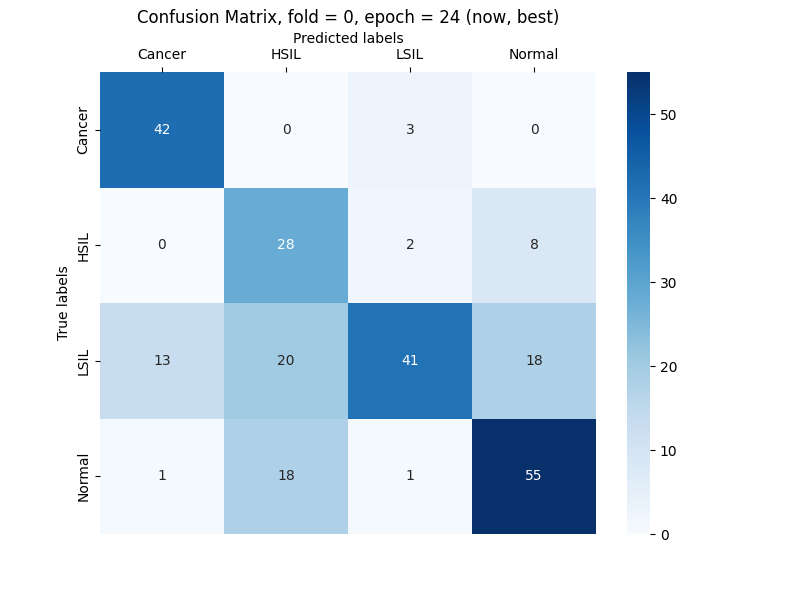 Confusion Matrix, fold = 0, epoch = 24 (now, best)
Predicted labels
Cancer HSIL LSIL Normal
True labels
Cancer 42 0 3 0
HSIL 0 28 2 8
LSIL 13 20 41 18
Normal 1 18 1 55
50
40
30
20
10
0